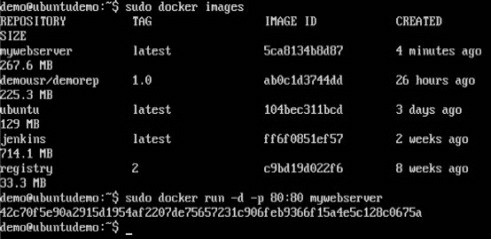 demo@ubuntudemo:~$ sudo docker images
REPOSITORY TAG IMAGE ID CREATED
SIZE
mywebserver latest 5ca8134b8d87 4 minutes ago
267.6 MB
demousr/demorep 1.0 ab0c1d3744dd 26 hours ago
225.3 MB
ubuntu latest 104bec311bcd 3 days ago
129 MB
jenkins latest ff6f0851ef57 2 weeks ago
714.1 MB
registry 2 c9bd19d022f6 8 weeks ago
33.3 MB
demo@ubuntudemo:~$ sudo docker run -d -p 80:80 mywebserver
42c70f5e90a2915d1954af2207de75657231c906feb9366f15a4e5c128c0675a
demo@ubuntudemo:~$ _